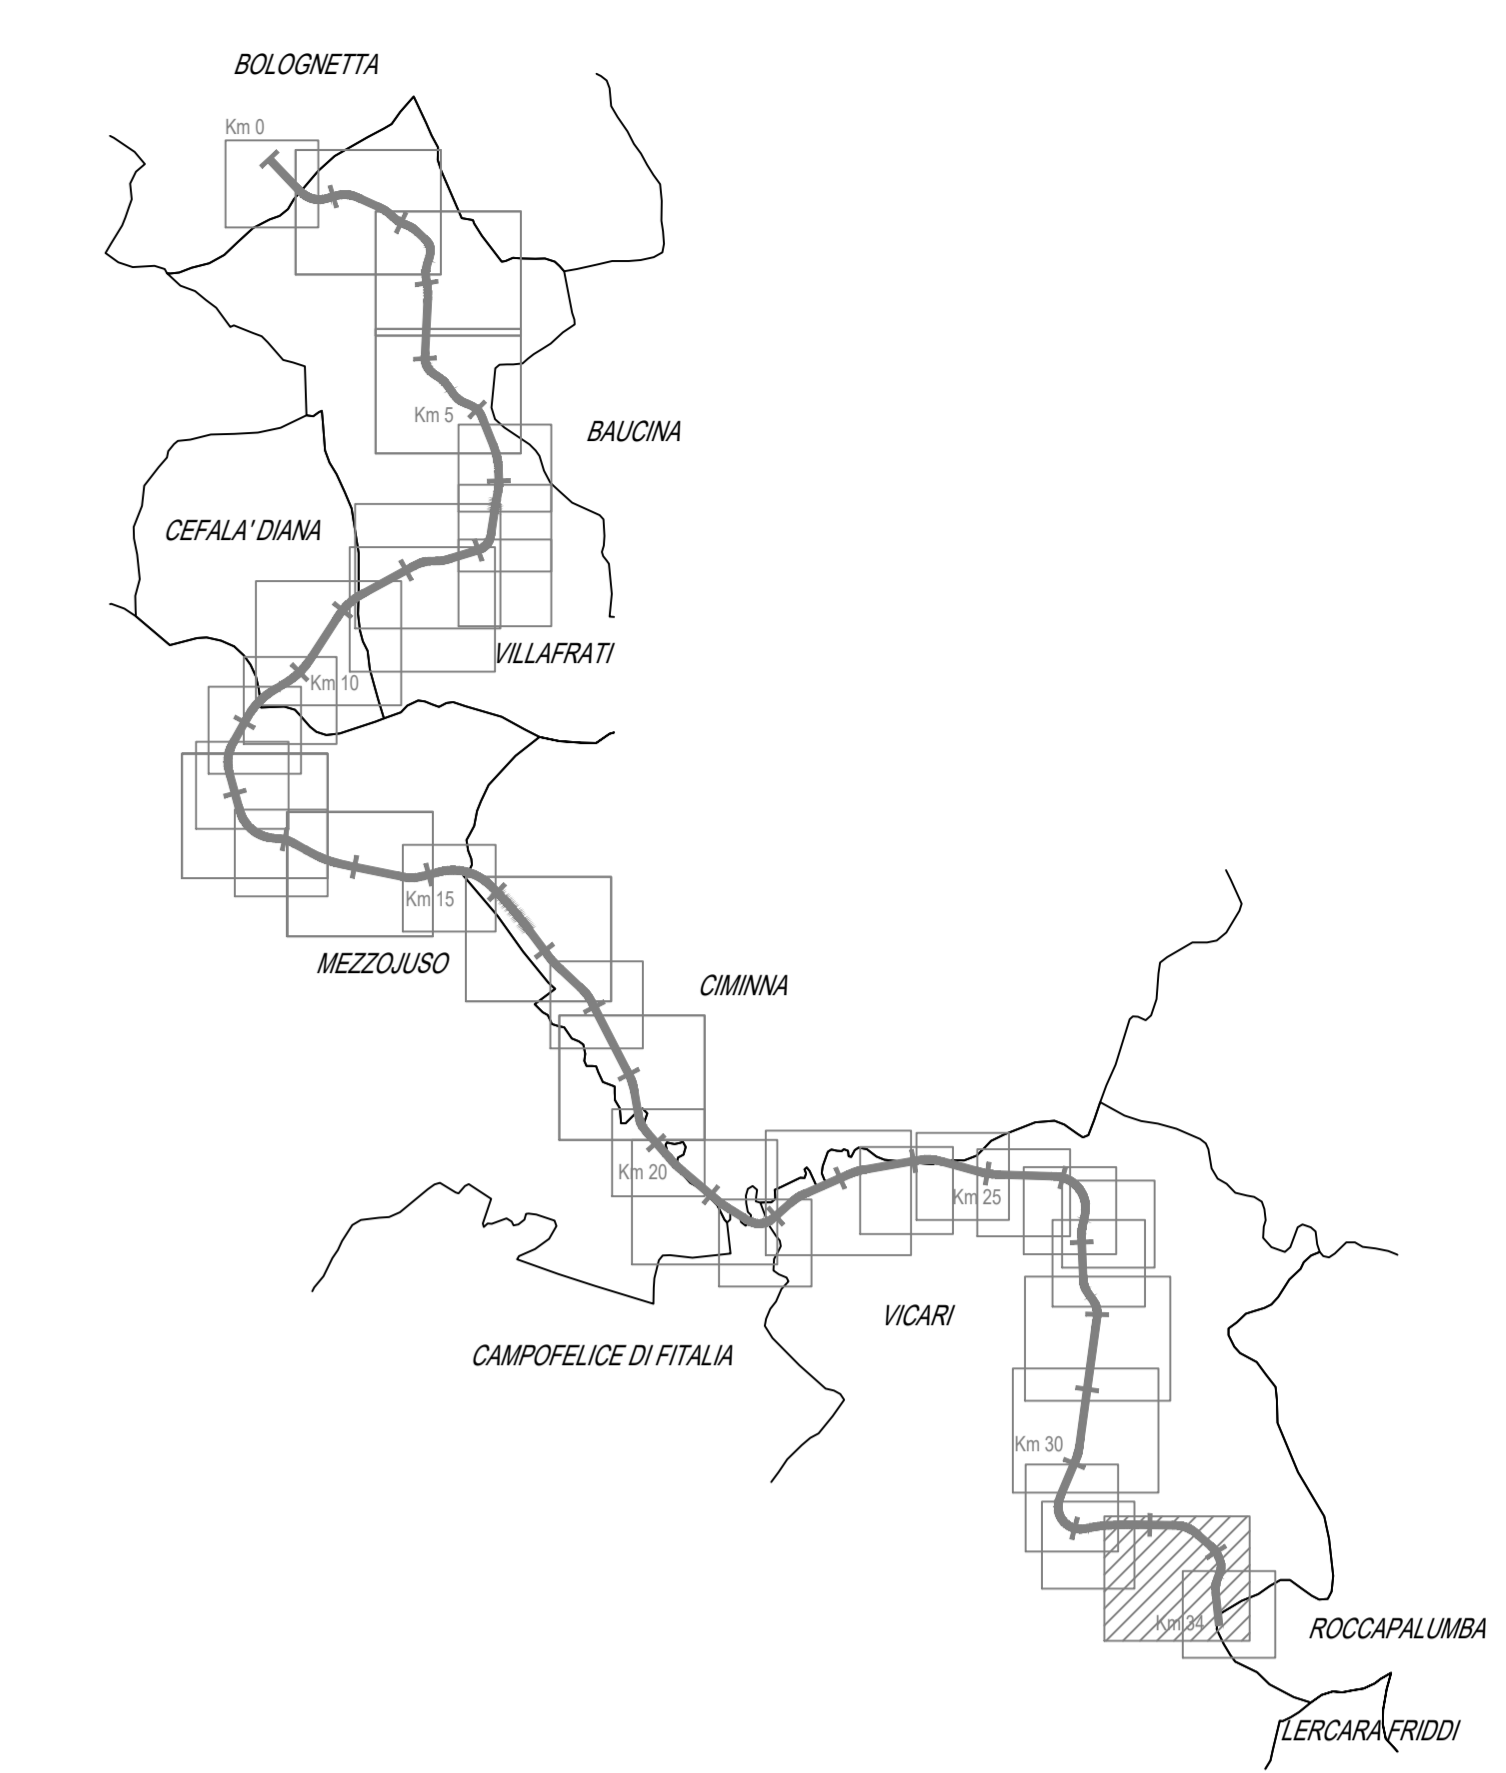 BOLOGNETTA
Km 0
Km 5
BAUCINA
CEFALA' DIANA
VILLAFRATI
Km 10
Km 15
MEZZOJUSO
CIMINNA
Km 20
Km 25
VICARI
CAMPOFELICE DI FITALIA
Km 30
Km 34
ROCCAPALUMBA
LERCARA FRIDDI